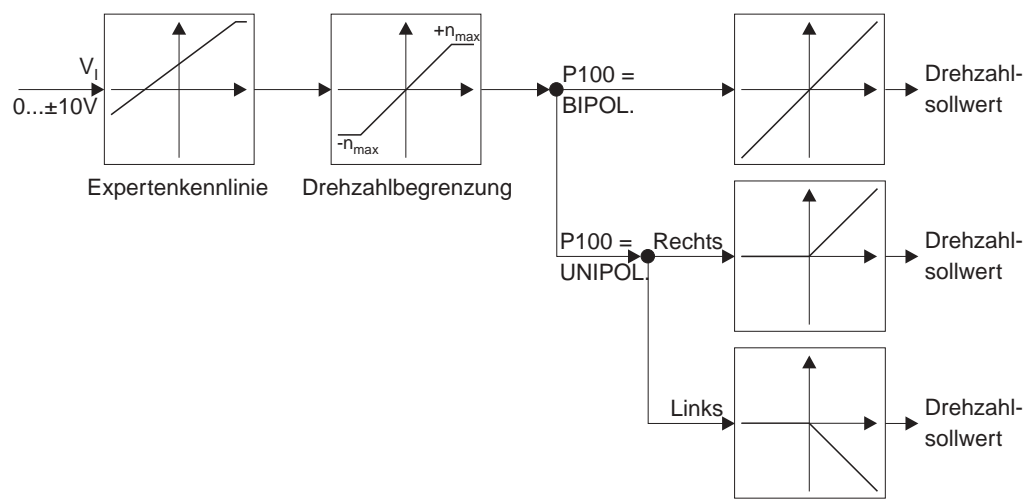 V_I
0...±10V
Expertenkennlinie
+n_max
-n_max
Drehzahlbegrenzung
P100 =
BIPOL.
Drehzahl-
sollwert
P100 =
UNIPOL.
Rechts
Drehzahl-
sollwert
Links
Drehzahl-
sollwert